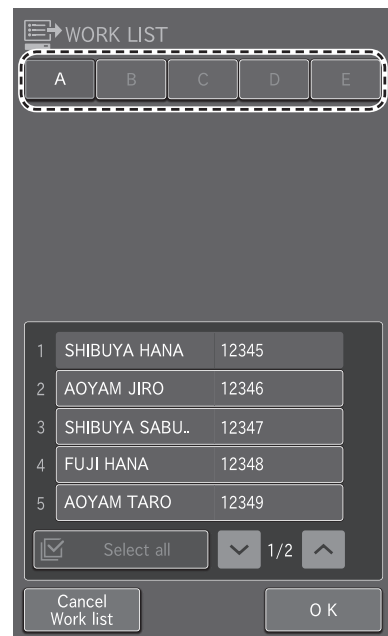 WORK LIST
A B C D E
1 SHIBUYA HANA 12345
2 AOYAM JIRO 12346
3 SHIBUYA SABU.. 12347
4 FUJI HANA 12348
5 AOYAM TARO 12349
Select all 1/2
Cancel
Work list
OK